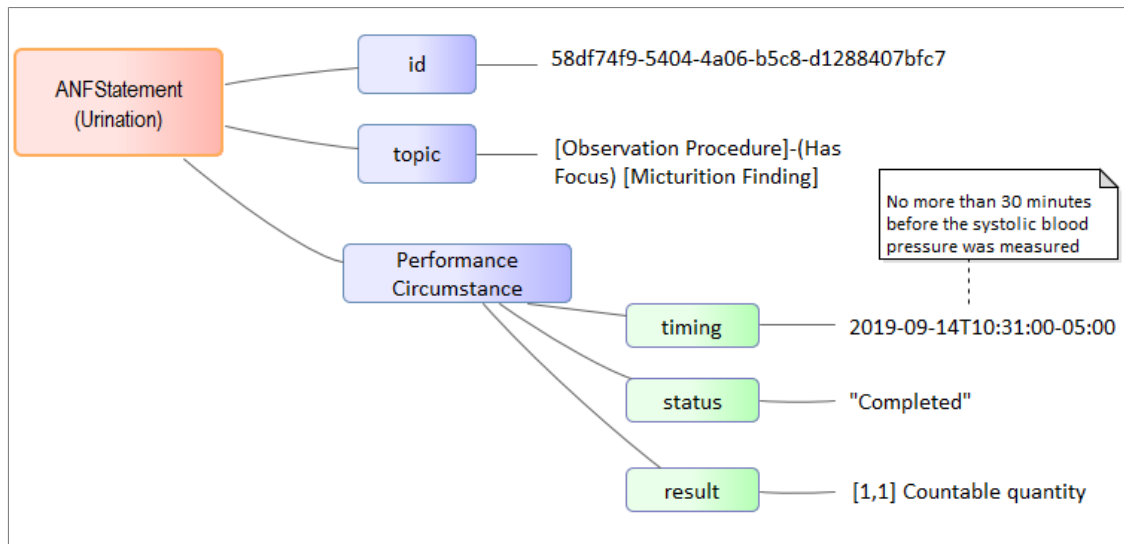 ANFStatement
(Urination)
id
58df74f9-5404-4a06-b5c8-d1288407bfc7
topic
[Observation Procedure]-(Has
Focus) [Micturition Finding]
No more than 30 minutes
before the systolic blood
pressure was measured
Performance
Circumstance
timing
2019-09-14T10:31:00-05:00
status
"Completed"
result
[1,1] Countable quantity